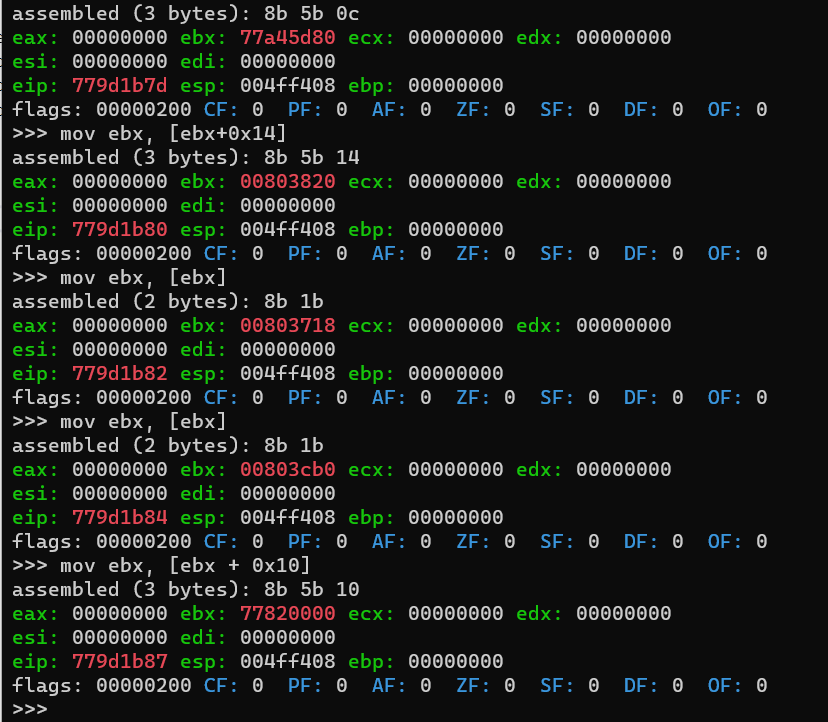 assembled (3 bytes): 8b 5b 0c
eax: 00000000 ebx: 77a45d80 ecx: 00000000 edx: 00000000
esi: 00000000 edi: 00000000
eip: 779d1b7d esp: 004ff408 ebp: 00000000
flags: 00000200 CF: 0  PF: 0  AF: 0  ZF: 0  SF: 0  DF: 0  OF: 0
>>> mov ebx, [ebx+0x14]
assembled (3 bytes): 8b 5b 14
eax: 00000000 ebx: 00803820 ecx: 00000000 edx: 00000000
esi: 00000000 edi: 00000000
eip: 779d1b80 esp: 004ff408 ebp: 00000000
flags: 00000200 CF: 0  PF: 0  AF: 0  ZF: 0  SF: 0  DF: 0  OF: 0
>>> mov ebx, [ebx]
assembled (2 bytes): 8b 1b
eax: 00000000 ebx: 00803718 ecx: 00000000 edx: 00000000
esi: 00000000 edi: 00000000
eip: 779d1b82 esp: 004ff408 ebp: 00000000
flags: 00000200 CF: 0  PF: 0  AF: 0  ZF: 0  SF: 0  DF: 0  OF: 0
>>> mov ebx, [ebx]
assembled (2 bytes): 8b 1b
eax: 00000000 ebx: 00803cb0 ecx: 00000000 edx: 00000000
esi: 00000000 edi: 00000000
eip: 779d1b84 esp: 004ff408 ebp: 00000000
flags: 00000200 CF: 0  PF: 0  AF: 0  ZF: 0  SF: 0  DF: 0  OF: 0
>>> mov ebx, [ebx + 0x10]
assembled (3 bytes): 8b 5b 10
eax: 00000000 ebx: 77820000 ecx: 00000000 edx: 00000000
esi: 00000000 edi: 00000000
eip: 779d1b87 esp: 004ff408 ebp: 00000000
flags: 00000200 CF: 0  PF: 0  AF: 0  ZF: 0  SF: 0  DF: 0  OF: 0
>>>